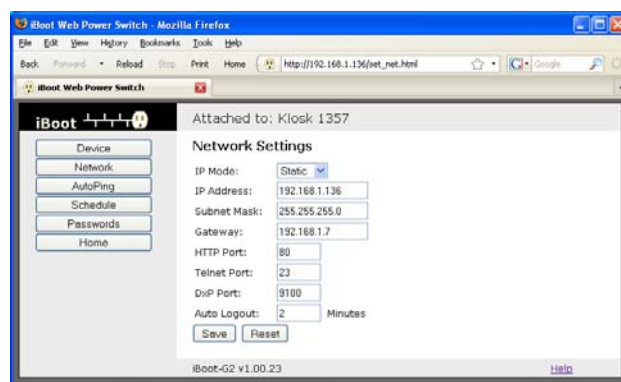 iBoot Web Power Switch - Mozilla Firefox
File Edit View History Bookmarks Tools Help
Back Forward Reload Stop Print Home http://192.168.1.136/set_net.html Google
iBoot Web Power Switch
iBoot
Attached to: Kiosk 1357
Device
Network
AutoPing
Schedule
Passwords
Home
Network Settings
IP Mode: Static
IP Address: 192.168.1.136
Subnet Mask: 255.255.255.0
Gateway: 192.168.1.7
HTTP Port: 80
Telnet Port: 23
DxP Port: 9100
Auto Logout: 2 Minutes
Save Reset
iBoot-G2 v1.00.23 Help